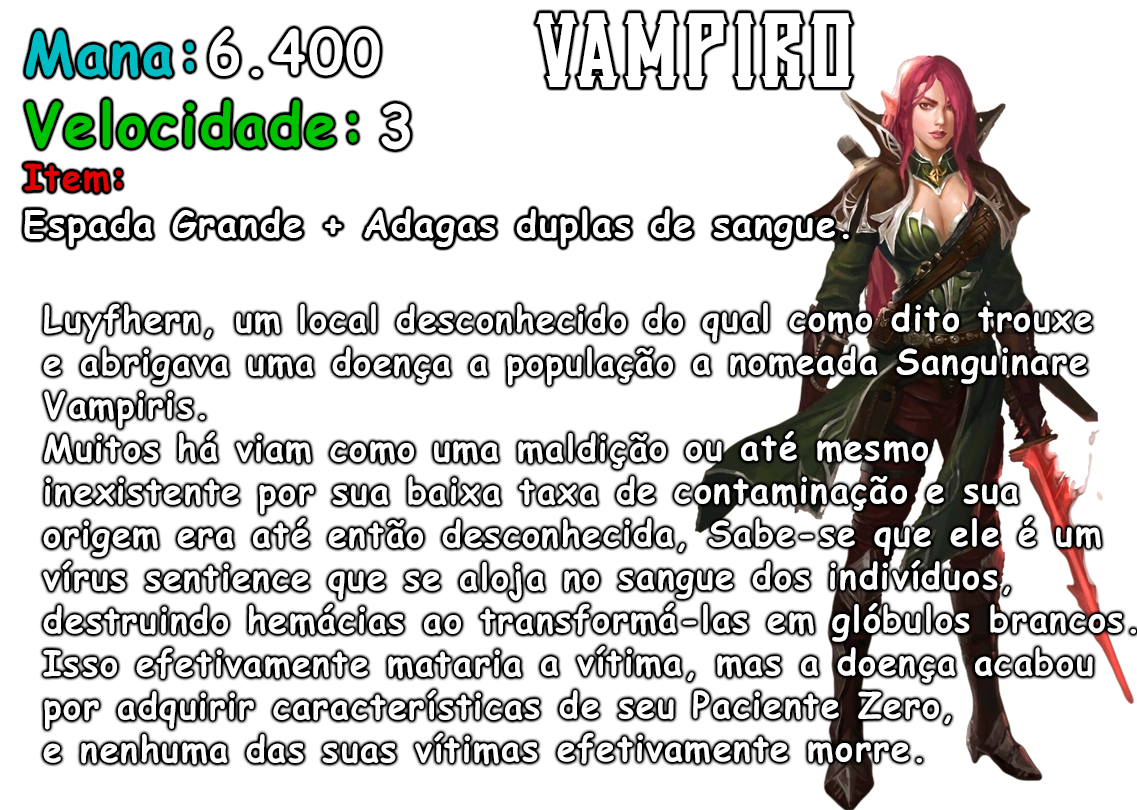 VAMPIRO
Mana: 6.400
Velocidade: 3
Item:
Espada Grande + Adagas duplas de sangue.
Luyfhern, um local desconhecido do qual como dito trouxe
e abrigava uma doença a população a nomeada Sanguinare
Vampiris.
Muitos há viam como uma maldição ou até mesmo
inexistente por sua baixa taxa de contaminação e sua
origem era até então desconhecida, Sabe-se que ele é um
vírus sentience que se aloja no sangue dos indivíduos,
destruindo hemácias ao transformá-las em glóbulos brancos.
Isso efetivamente mataria a vítima, mas a doença acabou
por adquirir características de seu Paciente Zero,
e nenhuma das suas vítimas efetivamente morre.